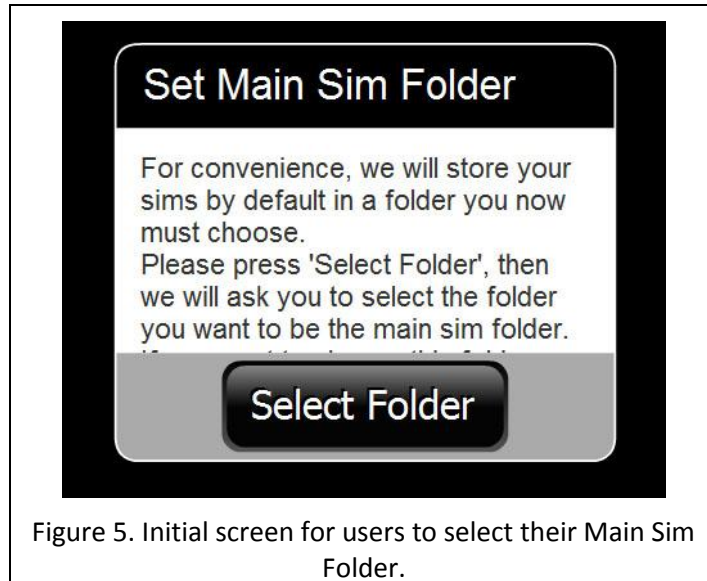 Set Main Sim Folder
For convenience, we will store your
sims by default in a folder you now
must choose.
Please press 'Select Folder', then
we will ask you to select the folder
you want to be the main sim folder.
Select Folder
Figure 5. Initial screen for users to select their Main Sim
Folder.